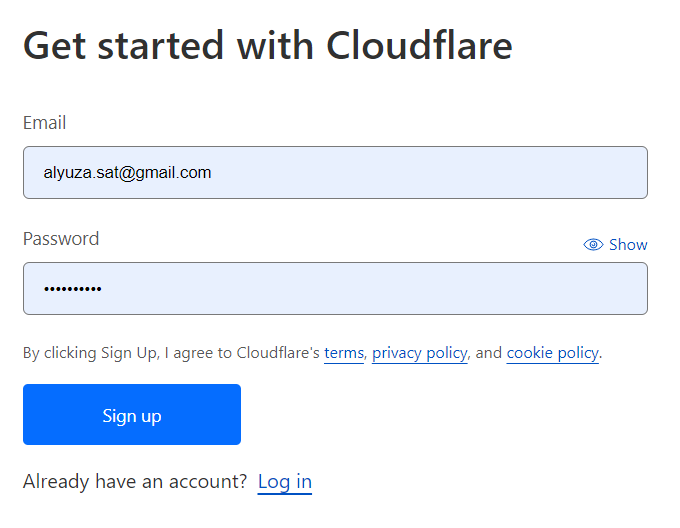 Get started with Cloudflare
Email
alyuza.sat@gmail.com
Password
Show
••••••••••
By clicking Sign Up, I agree to Cloudflare's terms, privacy policy, and cookie policy.
Sign up
Already have an account? Log in